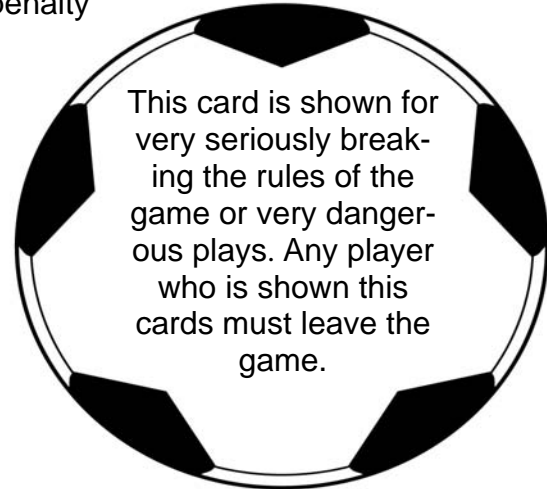 penalty
This card is shown for
very seriously break-
ing the rules of the
game or very danger-
ous plays. Any player
who is shown this
cards must leave the
game.